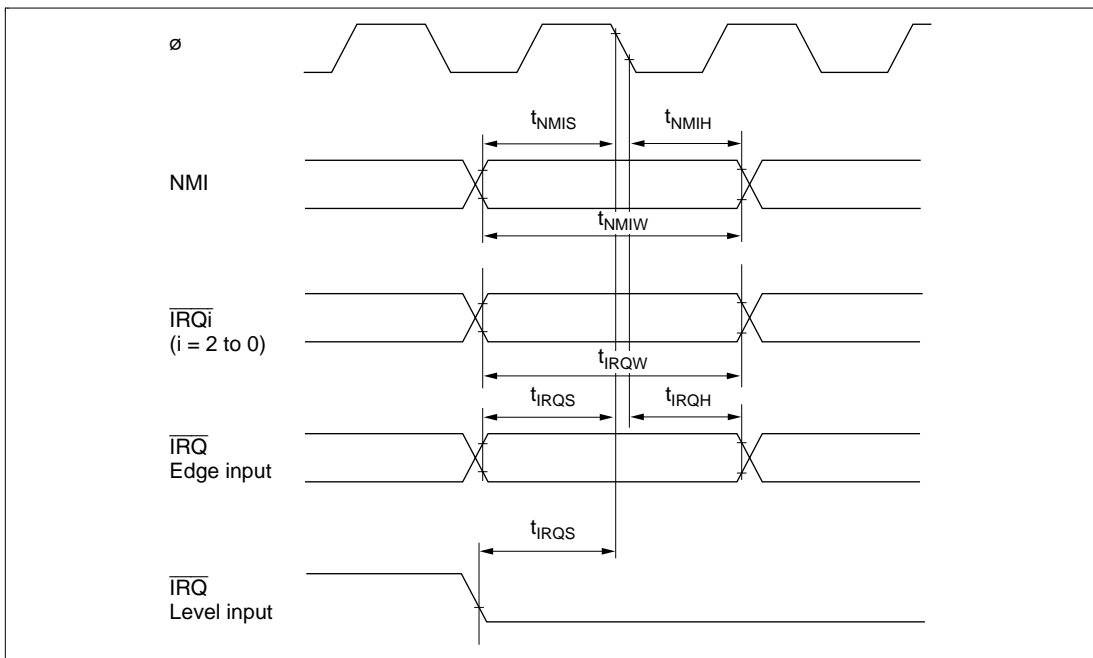 ø
tNMIS
tNMIH
NMI
tNMIW
IRQi
(i = 2 to 0)
tIRQW
tIRQS
tIRQH
IRQ
Edge input
tIRQS
IRQ
Level input